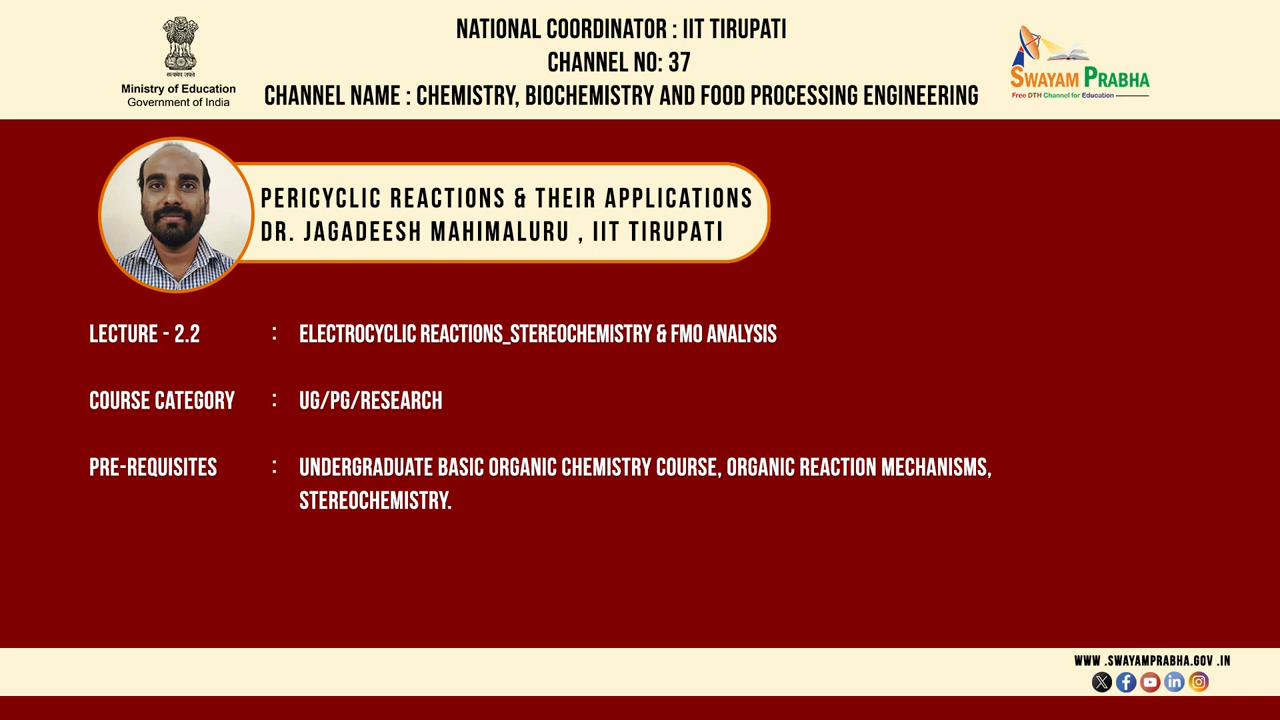 NATIONAL COORDINATOR : IIT TIRUPATI
CHANNEL NO: 37
CHANNEL NAME : CHEMISTRY, BIOCHEMISTRY AND FOOD PROCESSING ENGINEERING
सत्यमेव जयते
Ministry of Education
Government of India
SWAYAM PRABHA
Free DTH Channel for Education
PERICYCLIC REACTIONS & THEIR APPLICATIONS
DR. JAGADEESH MAHIMALURU , IIT TIRUPATI
LECTURE - 2.2 : ELECTROCYCLIC REACTIONS_STEREOCHEMISTRY & FMO ANALYSIS
COURSE CATEGORY : UG/PG/RESEARCH
PRE-REQUISITES : UNDERGRADUATE BASIC ORGANIC CHEMISTRY COURSE, ORGANIC REACTION MECHANISMS,
STEREOCHEMISTRY.
WWW .SWAYAMPRABHA.GOV .IN